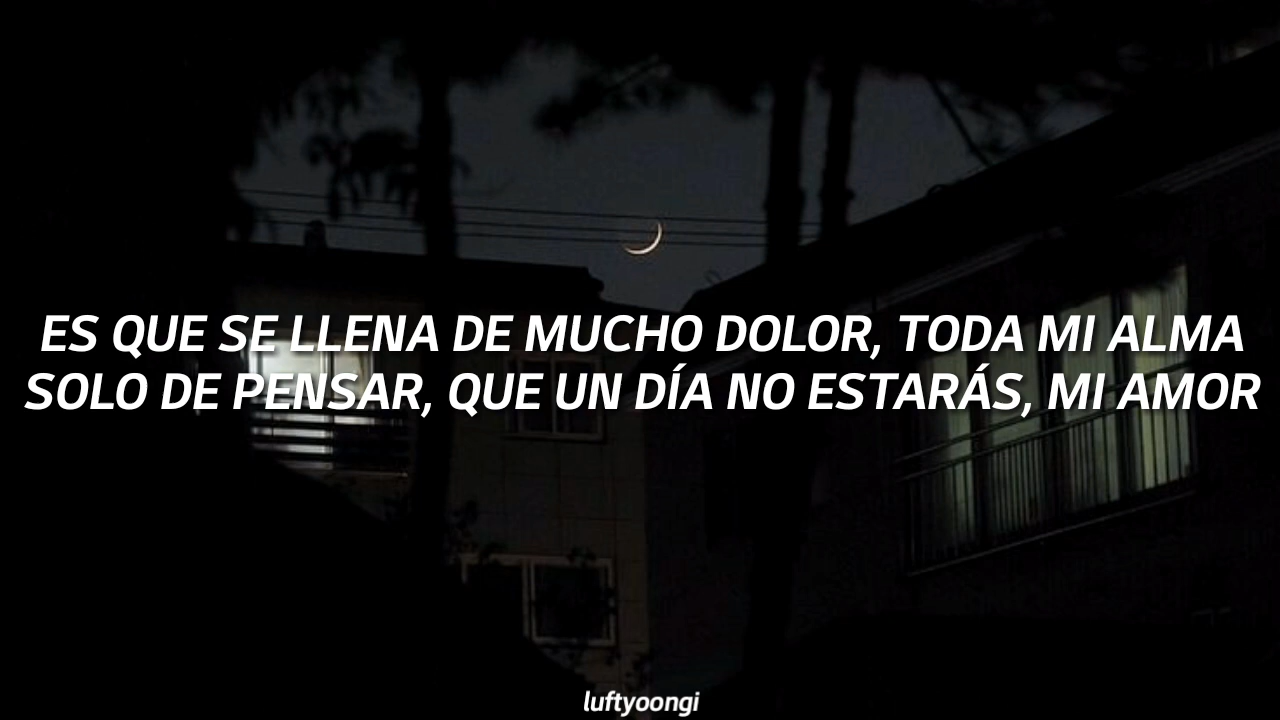 ES QUE SE LLENA DE MUCHO DOLOR, TODA MI ALMA
SOLO DE PENSAR, QUE UN DÍA NO ESTARÁS, MI AMOR
luftyoongi